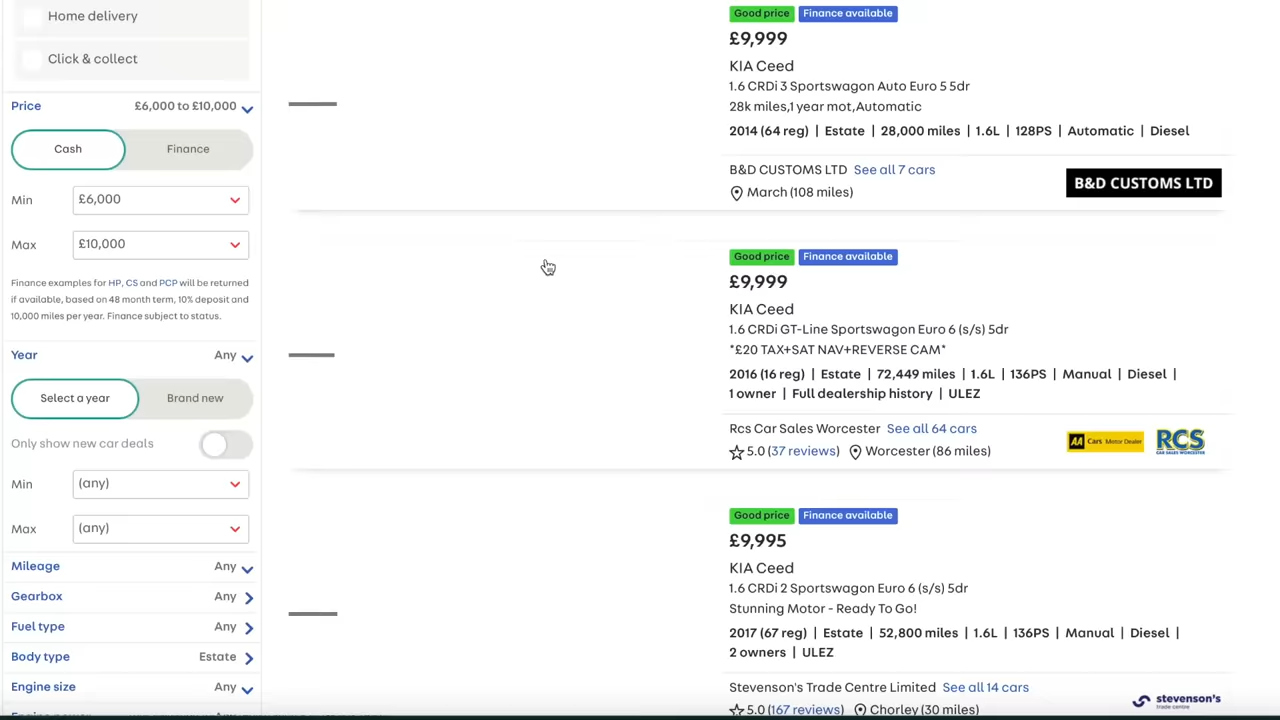 Home delivery
Click & collect
Price £6,000 to £10,000
Cash Finance
Min £6,000
Max £10,000
Finance examples for HP, CS and PCP will be returned
if available, based on 48 month term, 10% deposit and
10,000 miles per year. Finance subject to status.
Year Any
Select a year Brand new
Only show new car deals
Min (any)
Max (any)
Mileage Any
Gearbox Any
Fuel type Any
Body type Estate
Engine size Any
Good price Finance available
£9,999
KIA Ceed
1.6 CRDi 3 Sportswagon Auto Euro 5 5dr
28k miles,1 year mot,Automatic
2014 (64 reg) | Estate | 28,000 miles | 1.6L | 128PS | Automatic | Diesel
B&D CUSTOMS LTD See all 7 cars
March (108 miles)
B&D CUSTOMS LTD
Good price Finance available
£9,999
KIA Ceed
1.6 CRDi GT-Line Sportswagon Euro 6 (s/s) 5dr
*£20 TAX+SAT NAV+REVERSE CAM*
2016 (16 reg) | Estate | 72,449 miles | 1.6L | 136PS | Manual | Diesel |
1 owner | Full dealership history | ULEZ
Rcs Car Sales Worcester See all 64 cars
5.0 (37 reviews) Worcester (86 miles)
AA Cars Motor Dealer
RCS
CAR SALES WORCESTER
Good price Finance available
£9,995
KIA Ceed
1.6 CRDi 2 Sportswagon Euro 6 (s/s) 5dr
Stunning Motor - Ready To Go!
2017 (67 reg) | Estate | 52,800 miles | 1.6L | 136PS | Manual | Diesel |
2 owners | ULEZ
Stevenson's Trade Centre Limited See all 14 cars
5.0 (167 reviews) Chorley (30 miles)
stevenson's
trade centre